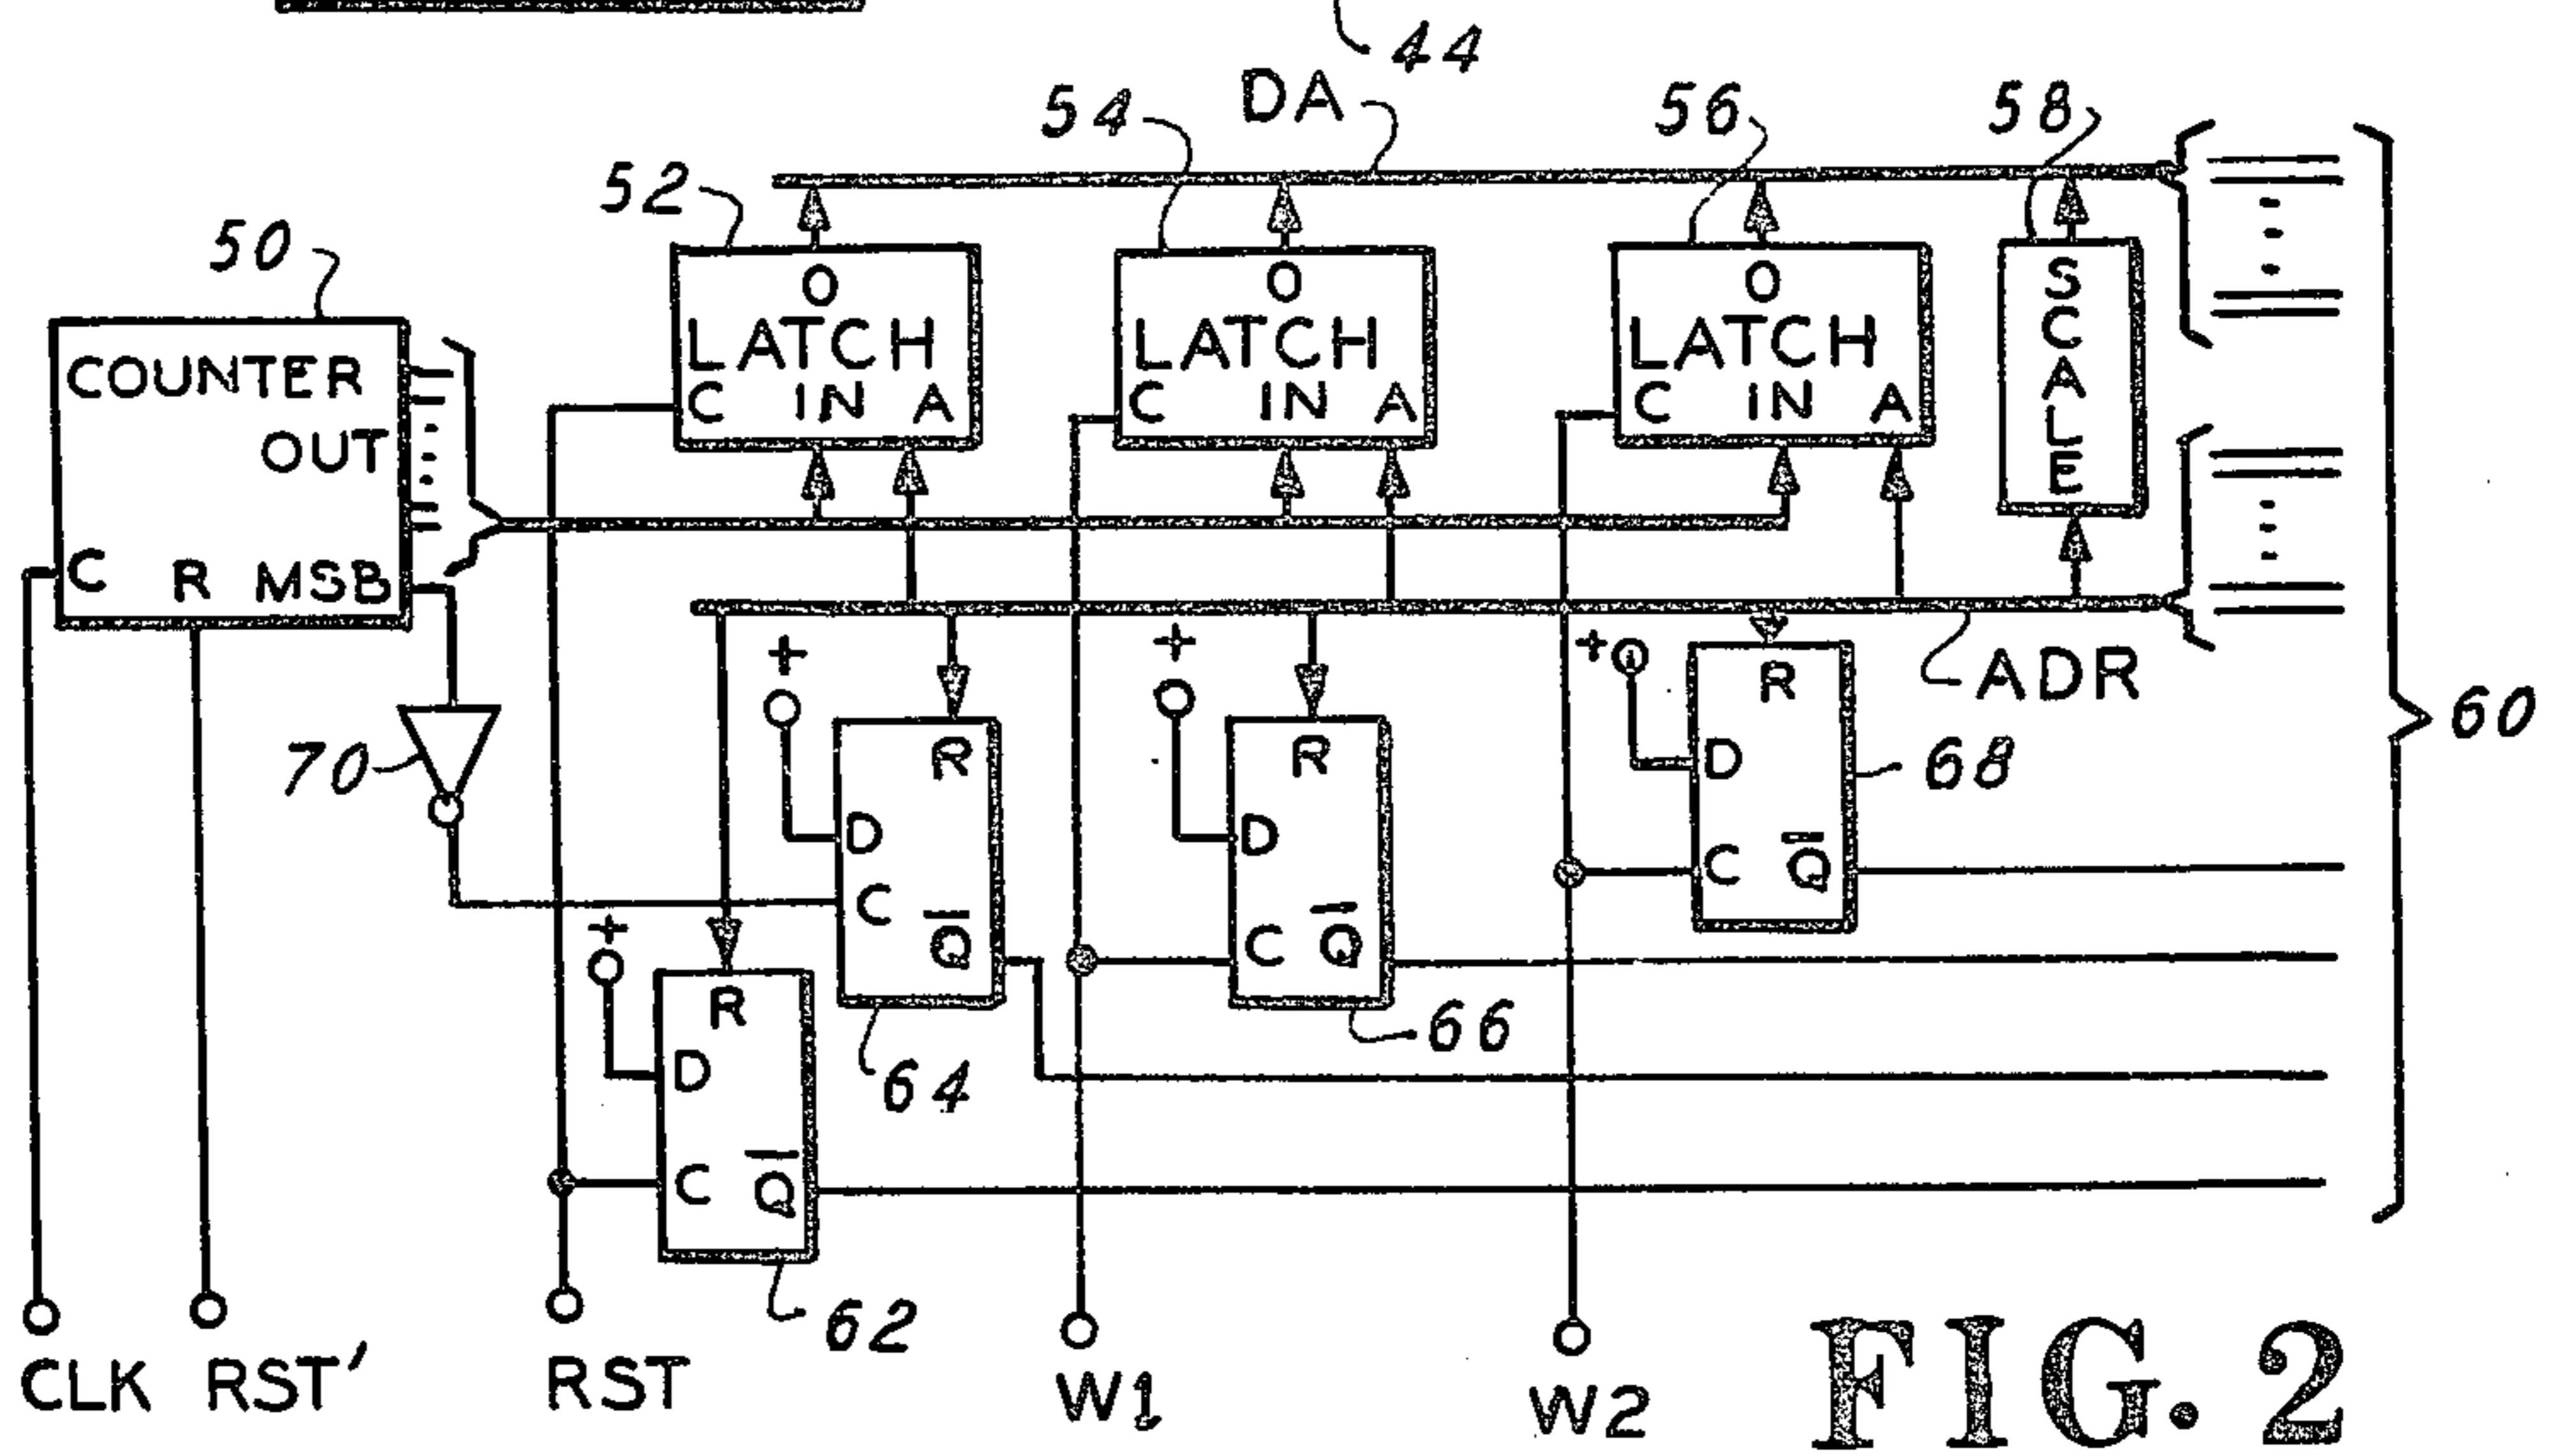 44
DA
54
56
58
52
50
O
LATCH
C IN A
O
LATCH
C IN A
O
LATCH
C IN A
SCALE
COUNTER
OUT
C R MSB
+
+
+
ADR
60
70
R
D
C Q̅
64
R
D
C Q̅
66
R
D
C Q̅
68
+
R
D
C Q̅
62
CLK RST' RST W1 W2
FIG. 2